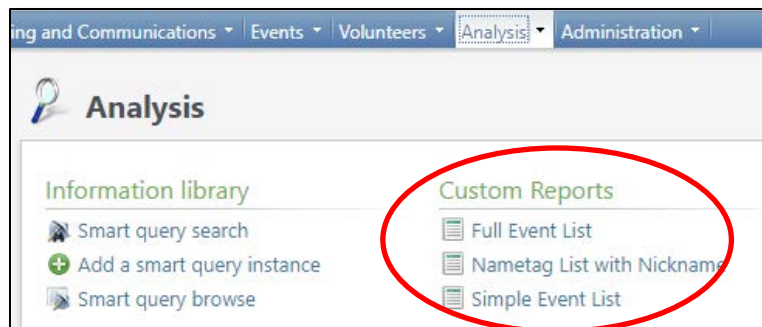 ing and Communications Events Volunteers Analysis Administration
Analysis
Information library
Smart query search
Add a smart query instance
Smart query browse
Custom Reports
Full Event List
Nametag List with Nickname
Simple Event List